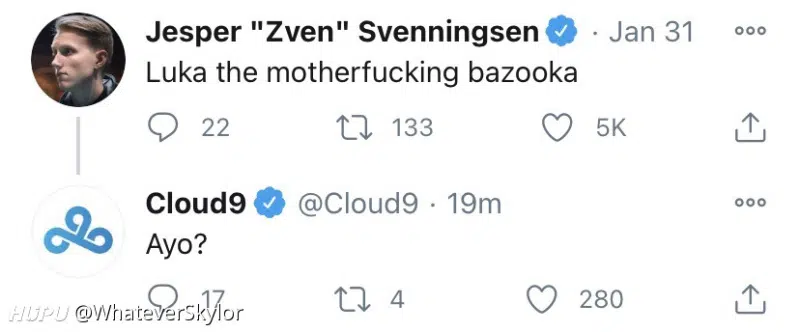 Jesper "Zven" Svenningsen · Jan 31
Luka the motherfucking bazooka
22 133 5K
Cloud9 @Cloud9 · 19m
Ayo?
17 4 280
HUPU @WhateverSkylor